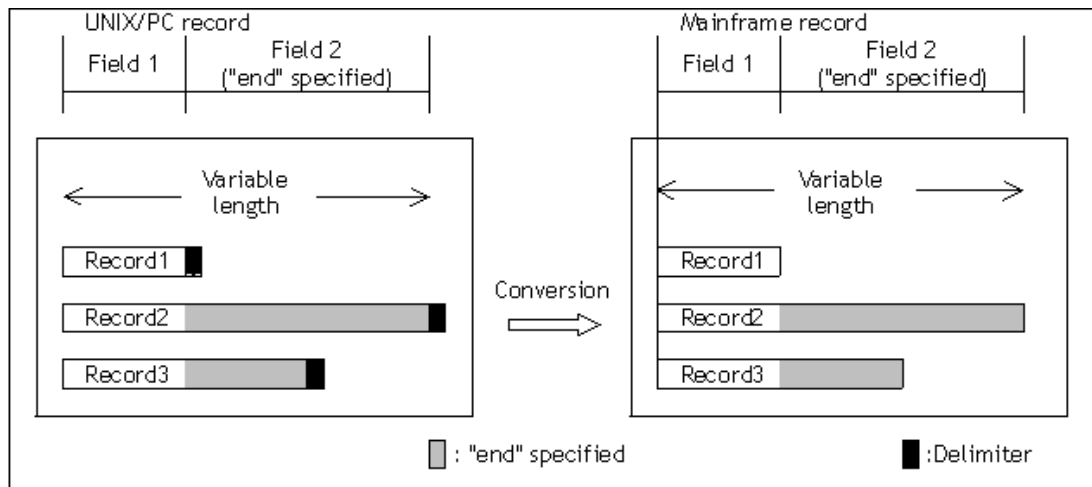 UNIX/PC record
Field 1
Field 2
("end" specified)
Variable
length
Record1
Record2
Record3
Conversion
Mainframe record
Field 1
Field 2
("end" specified)
Variable
length
Record1
Record2
Record3
: "end" specified
:Delimiter